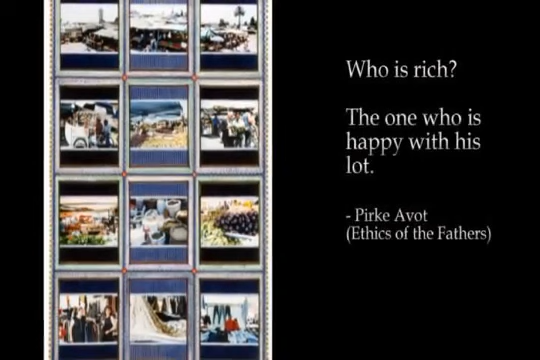 Who is rich?
The one who is
happy with his
lot.
- Pirke Avot
(Ethics of the Fathers)